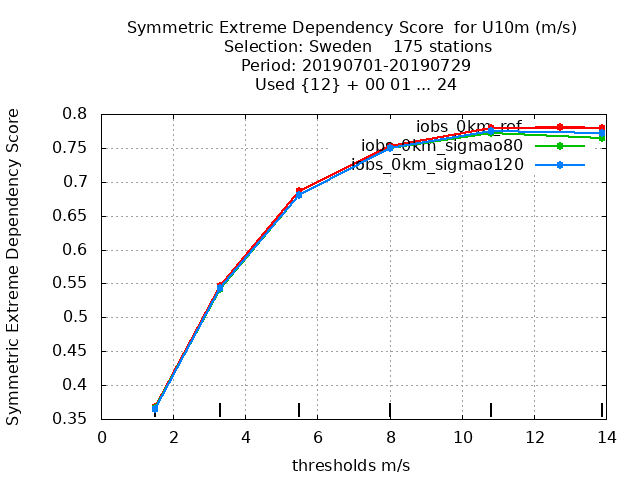 Symmetric Extreme Dependency Score  for U10m (m/s)
Selection: Sweden    175 stations
Period: 20190701-20190729
Used {12} + 00 01 ... 24
Symmetric Extreme Dependency Score
0.8
0.75
0.7
0.65
0.6
0.55
0.5
0.45
0.4
0.35
iobs_0km_ref
iobs_0km_sigmao80
iobs_0km_sigmao120
0 2 4 6 8 10 12 14
thresholds m/s